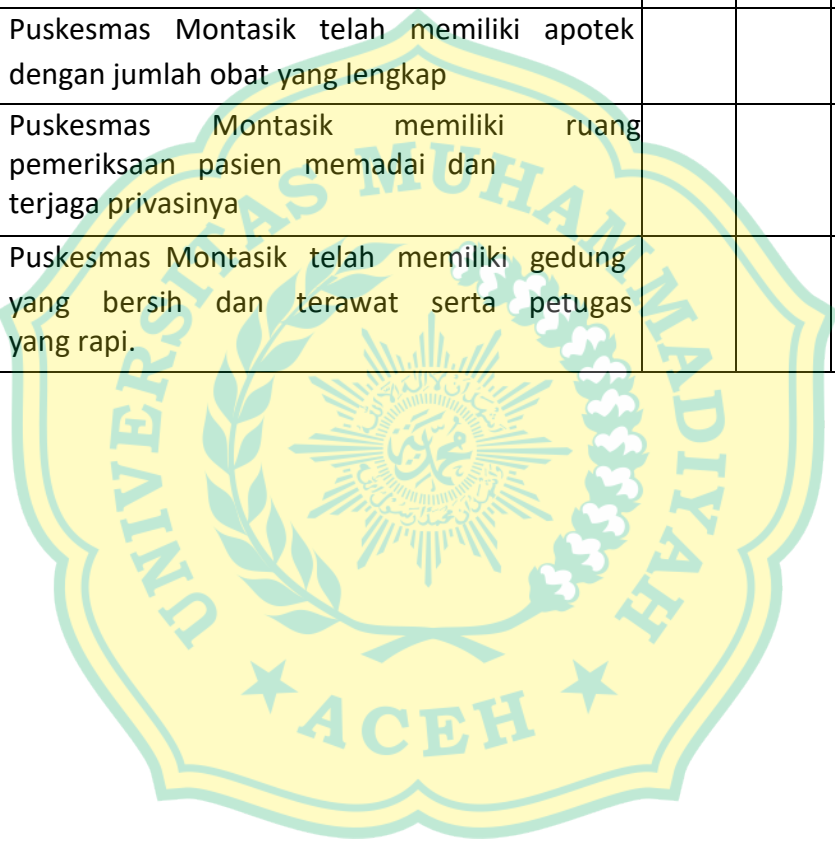 Puskesmas Montasik telah memiliki apotek
dengan jumlah obat yang lengkap
Puskesmas Montasik memiliki ruang
pemeriksaan pasien memadai dan
terjaga privasinya
Puskesmas Montasik telah memiliki gedung
yang bersih dan terawat serta petugas
yang rapi.
UNIVERSITAS MUHAMMADIYAH
ACEH